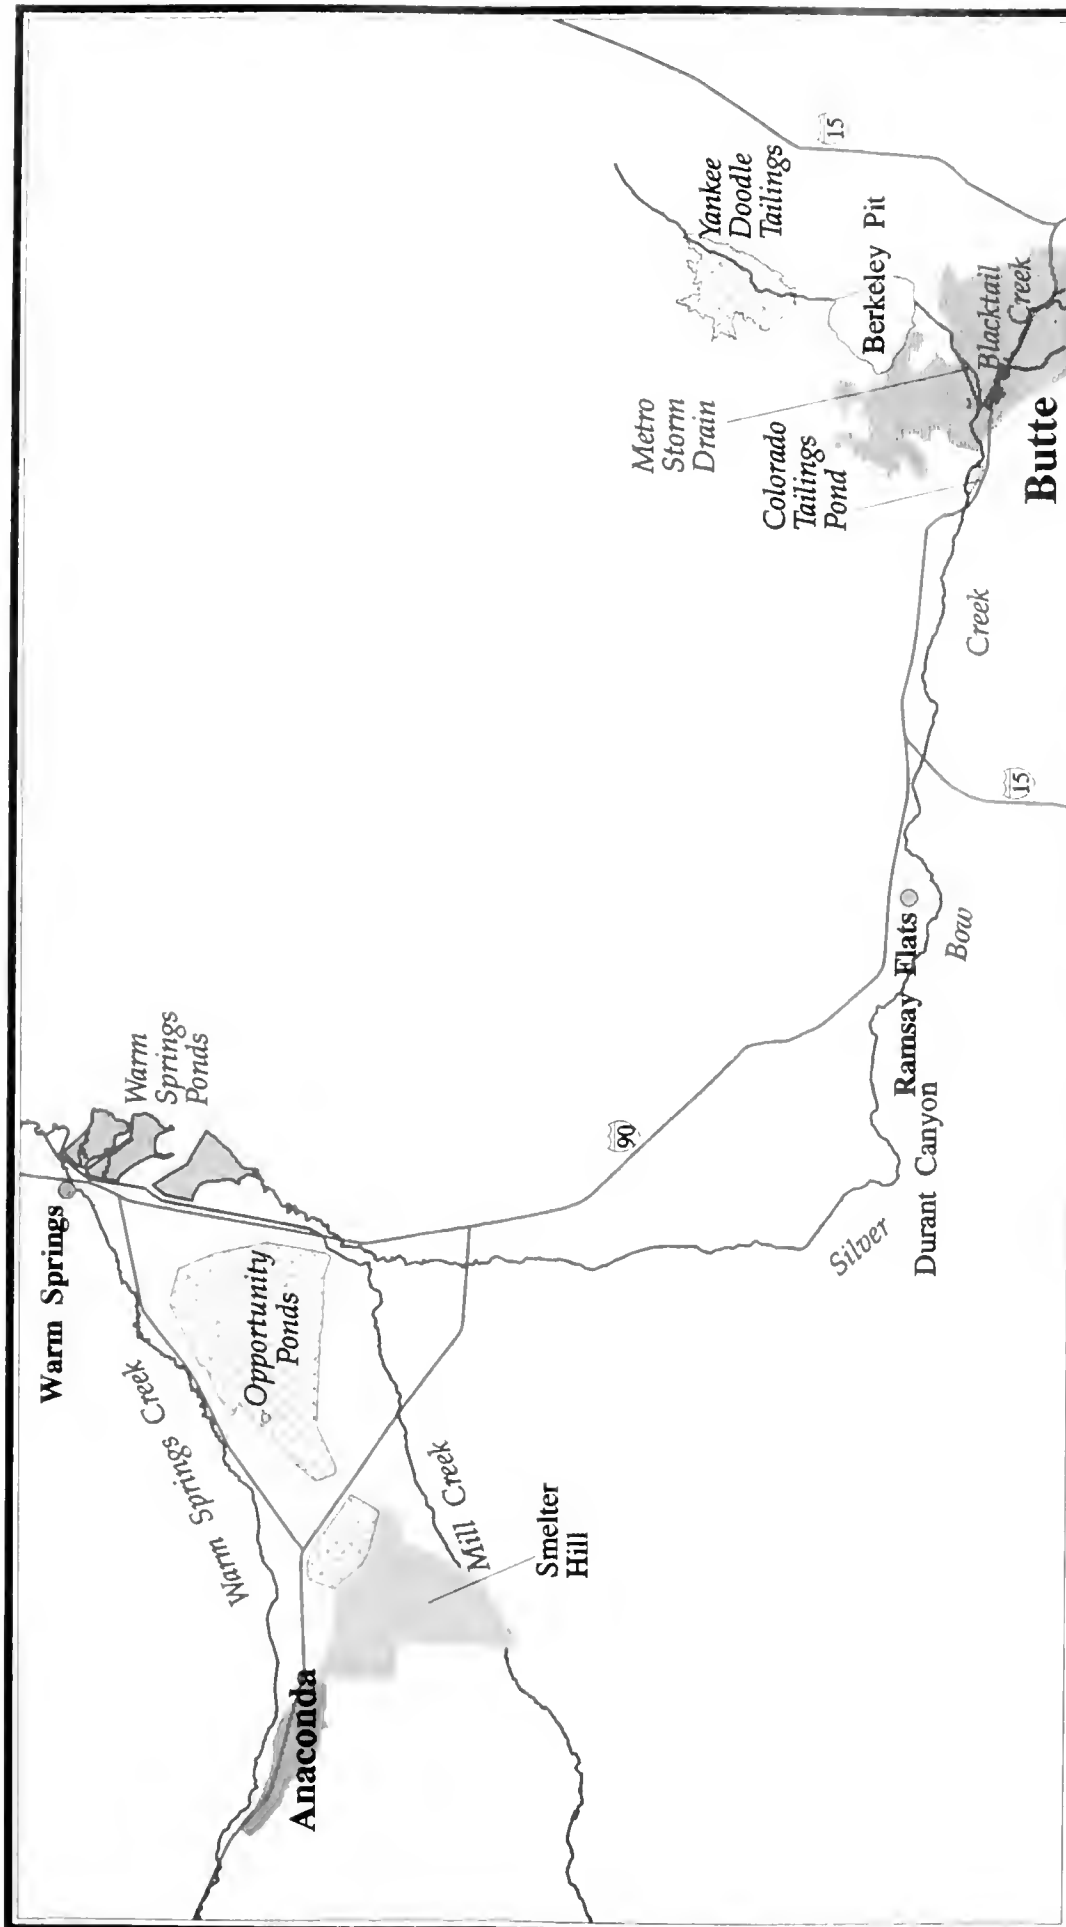 Warm Springs
Warm
Springs
Ponds
Warm Springs Creek
Opportunity
Ponds
Anaconda
Mill Creek
Smelter
Hill
90
Silver
Durant Canyon
Ramsay Flats
Bow
15
Creek
Metro
Storm
Drain
Colorado
Tailings
Pond
Yankee
Doodle
Tailings
15
Berkeley Pit
Blacktail
Creek
Butte